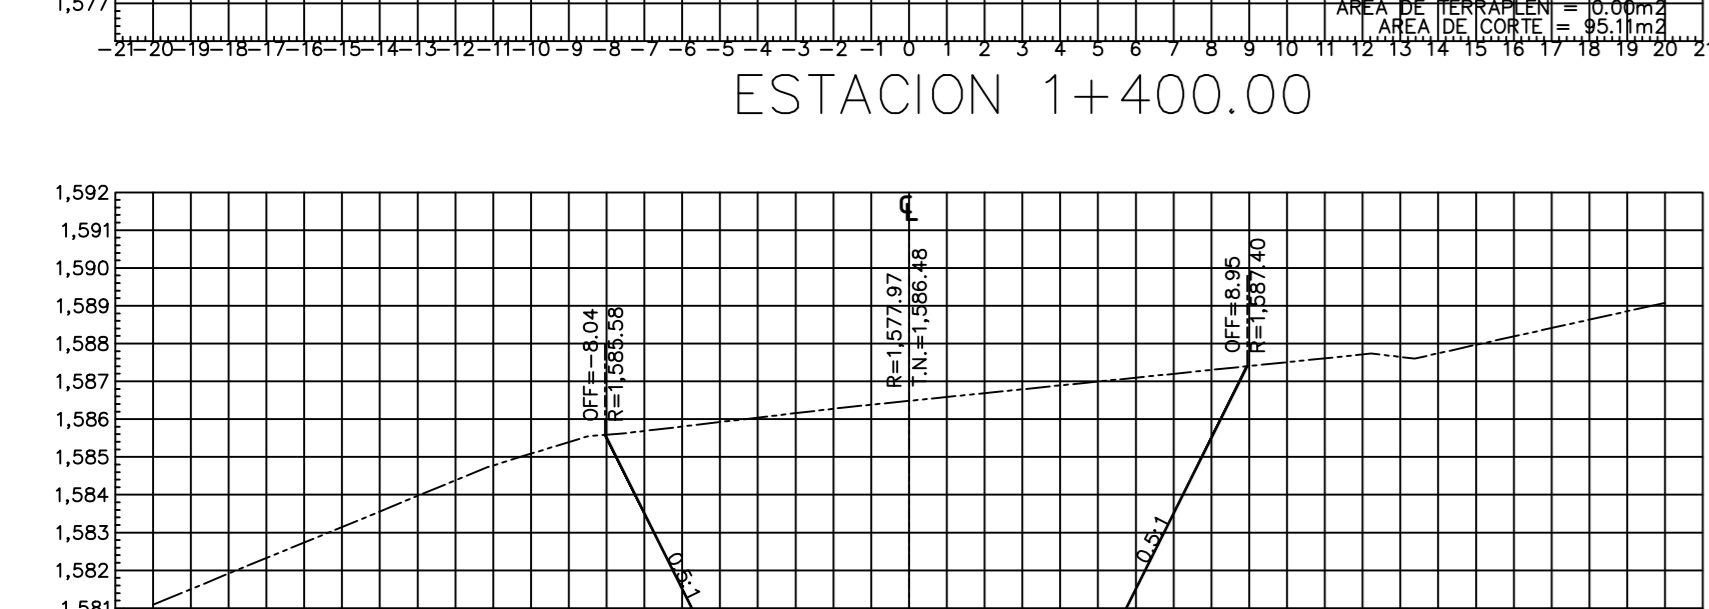 1,577
AREA DE TERRAPLEN = 0.00m2
AREA DE CORTE = 95.11m2
-21 -20 -19 -18 -17 -16 -15 -14 -13 -12 -11 -10 -9 -8 -7 -6 -5 -4 -3 -2 -1 0 1 2 3 4 5 6 7 8 9 10 11 12 13 14 15 16 17 18 19 20
ESTACION 1+400.00
1,592
CL
1,591
1,590
1,589
1,588
1,587
1,586
1,585
1,584
1,583
1,582
1,581
OFF=-8.04
R=1,585.58
R=1,577.97
T.N.=1,586.48
OFF=8.95
R=1,587.40
0.5:1
0.5:1